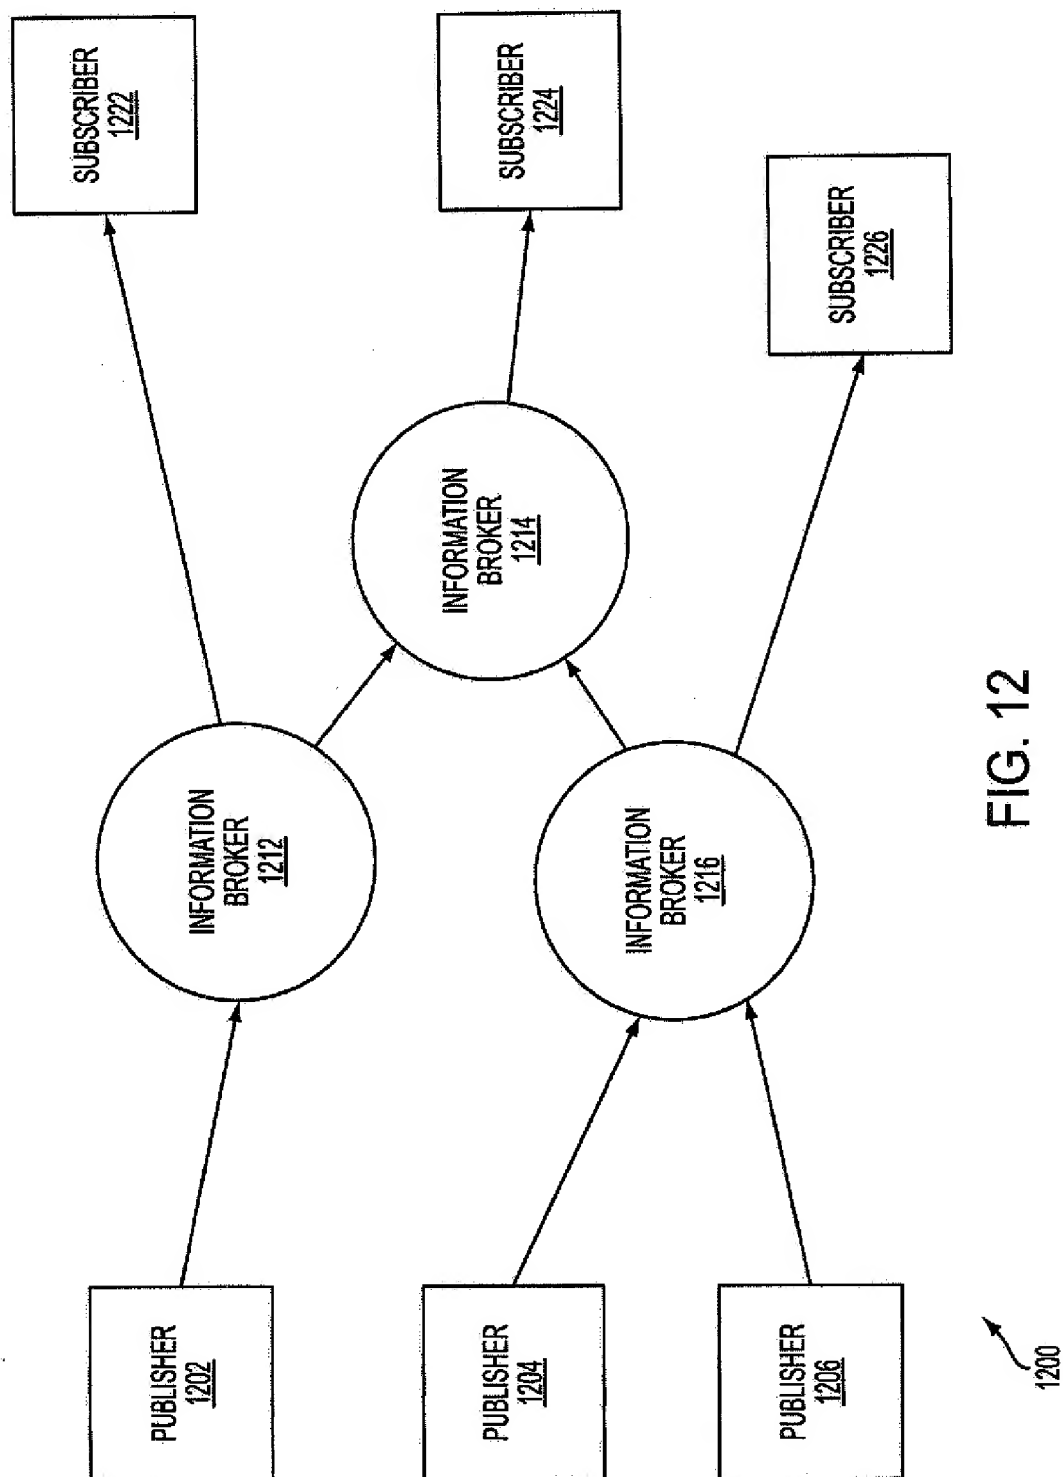 PUBLISHER
1202
PUBLISHER
1204
PUBLISHER
1206
INFORMATION
BROKER
1212
INFORMATION
BROKER
1216
INFORMATION
BROKER
1214
SUBSCRIBER
1222
SUBSCRIBER
1224
SUBSCRIBER
1226
1200
FIG. 12